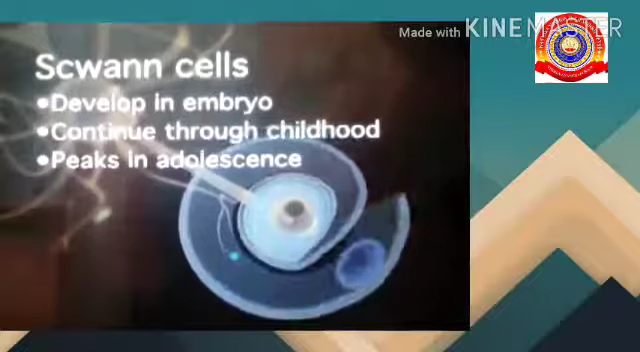 Made with KINEMASTER
Scwann cells
•Develop in embryo
•Continue through childhood
•Peaks in adolescence